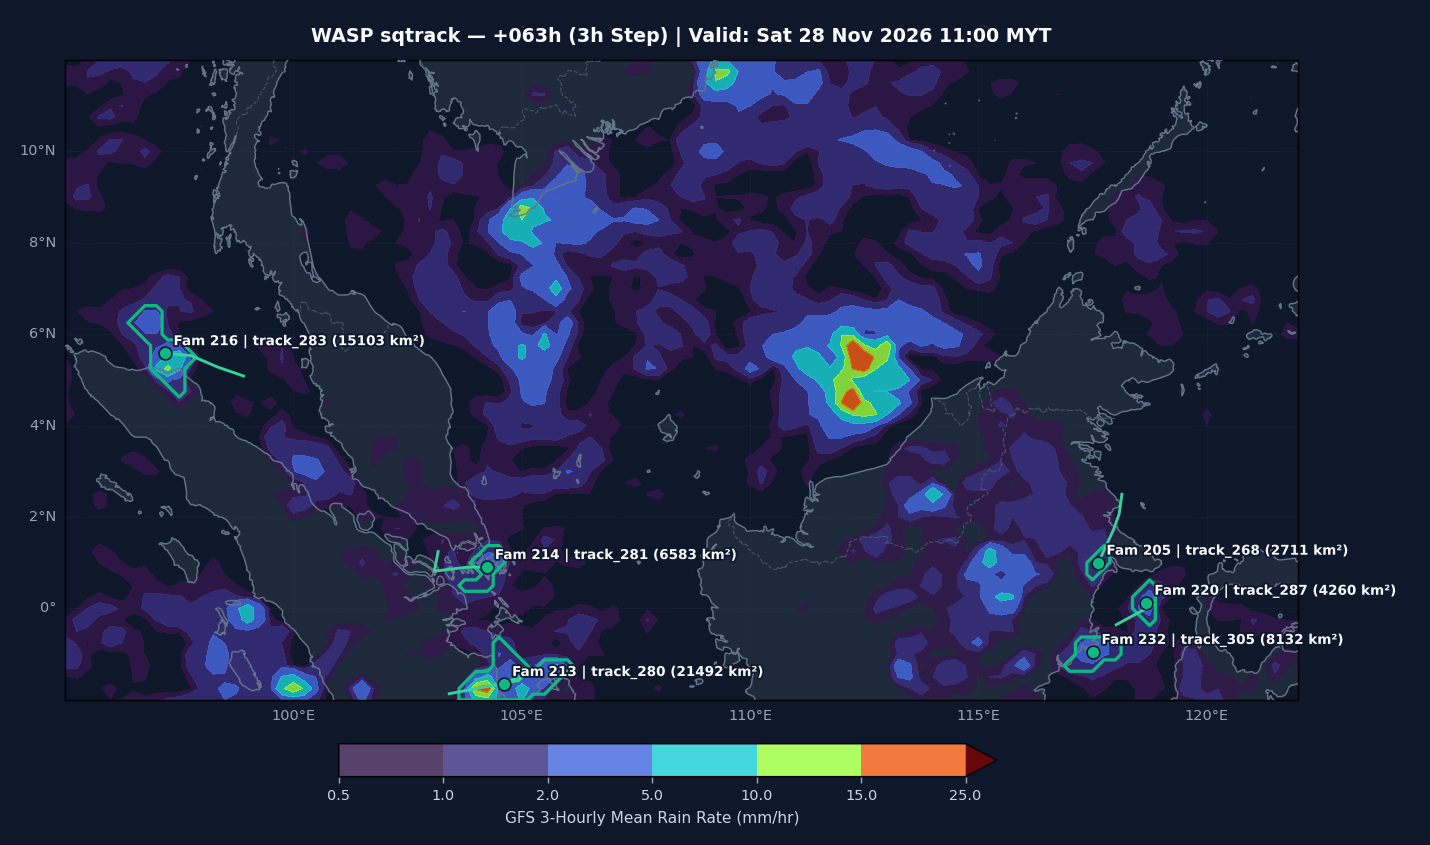 WASP sqtrack — +063h (3h Step) | Valid: Sat 28 Nov 2026 11:00 MYT
10°N
8°N
6°N
4°N
2°N
0°
Fam 216 | track_283 (15103 km²)
Fam 214 | track_281 (6583 km²)
Fam 205 | track_268 (2711 km²)
Fam 220 | track_287 (4260 km²)
Fam 232 | track_305 (8132 km²)
Fam 213 | track_280 (21492 km²)
100°E 105°E 110°E 115°E 120°E
0.5 1.0 2.0 5.0 10.0 15.0 25.0
GFS 3-Hourly Mean Rain Rate (mm/hr)